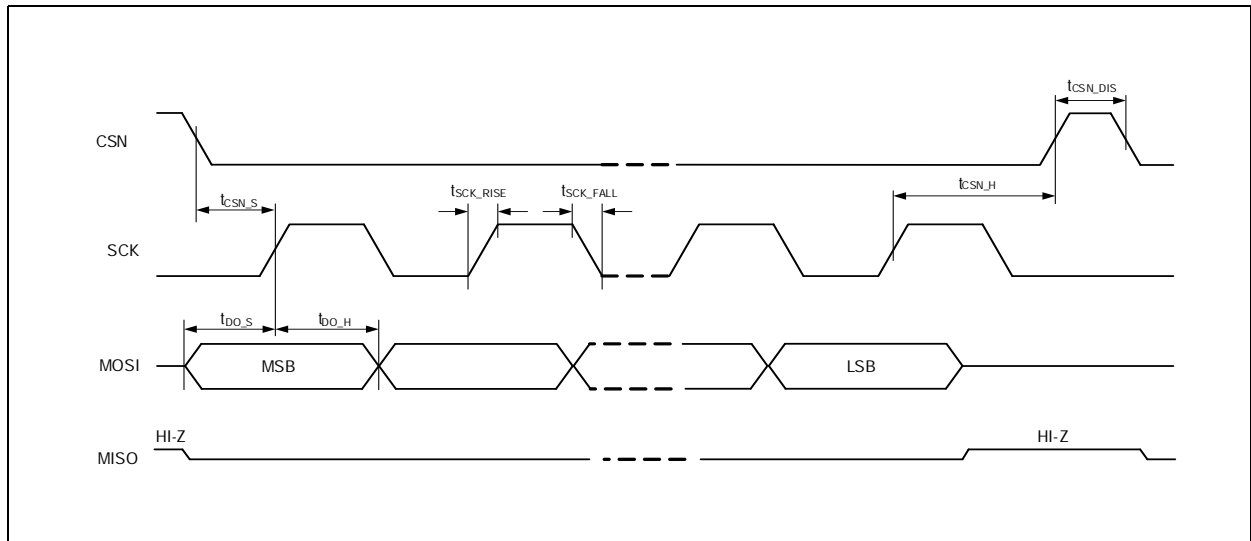 tCSN_DIS
CSN
tCSN_S
tSCK_RISE
tSCK_FALL
tCSN_H
SCK
tDO_S
tDO_H
MOSI
MSB
LSB
HI-Z
HI-Z
MISO